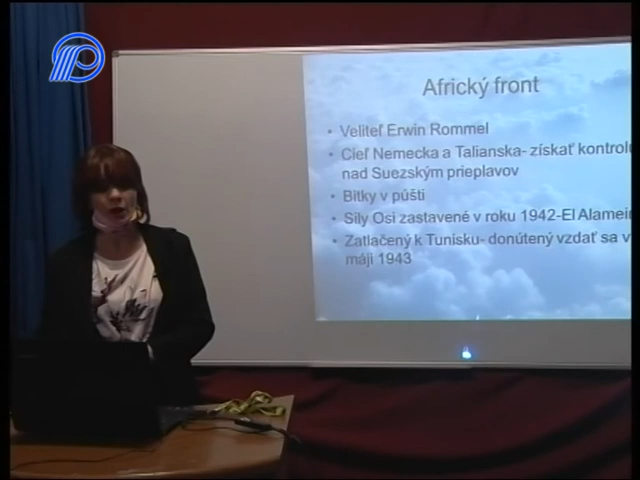 Africký front
• Veliteľ Erwin Rommel
• Cieľ Nemecka a Talianska- získať kontrolu
nad Suezským prieplavov
• Bitky v púšti
• Sily Osi zastavené v roku 1942-El Alamein
• Zatlačený k Tunisku- donútený vzdať sa v
máji 1943